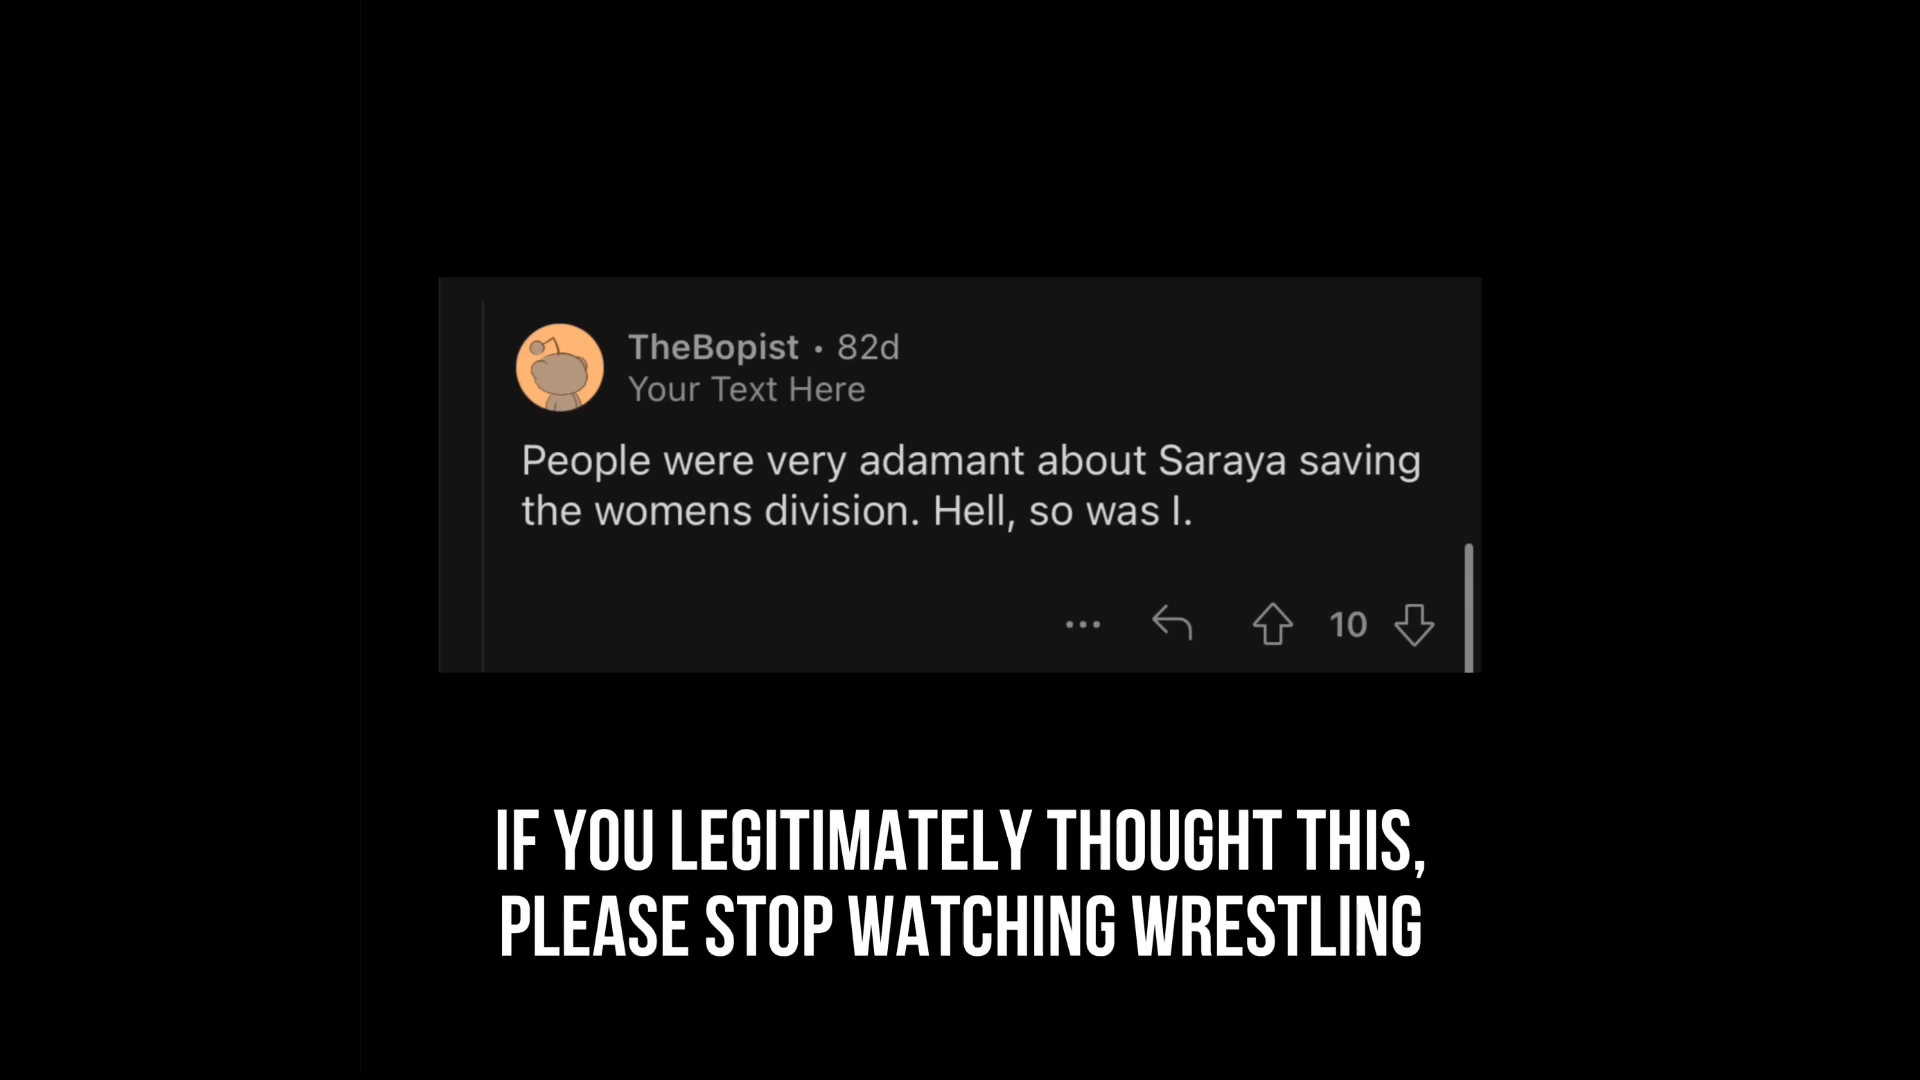 TheBopist • 82d
Your Text Here
People were very adamant about Saraya saving
the womens division. Hell, so was I.
10
IF YOU LEGITIMATELY THOUGHT THIS,
PLEASE STOP WATCHING WRESTLING